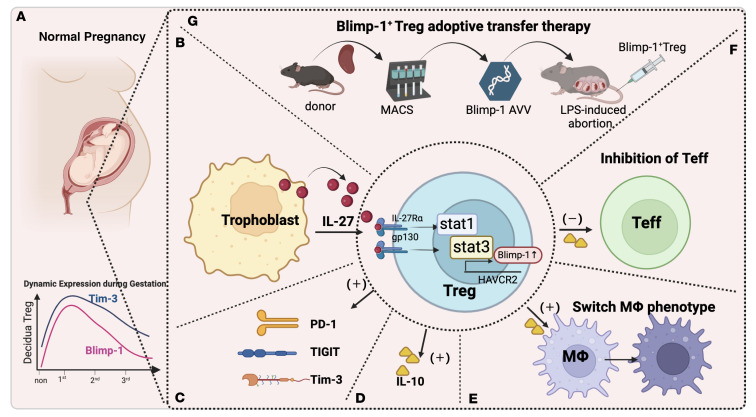 A
Normal Pregnancy
Dynamic Expression during Gestation
Decidua Treg
Tim-3
Blimp-1
non 1st 2nd 3rd
G
Blimp-1+ Treg adoptive transfer therapy
donor
MACS
Blimp-1 AVV
LPS-induced
abortion
Blimp-1+Treg
B
Trophoblast
IL-27
IL-27Rα
gp130
stat1
stat3
Blimp-1↑
HAVCR2
Treg
F
Inhibition of Teff
(−)
Teff
C
(+)
PD-1
TIGIT
Tim-3
D
(+)
IL-10
E
(+)
Switch MΦ phenotype
MΦ